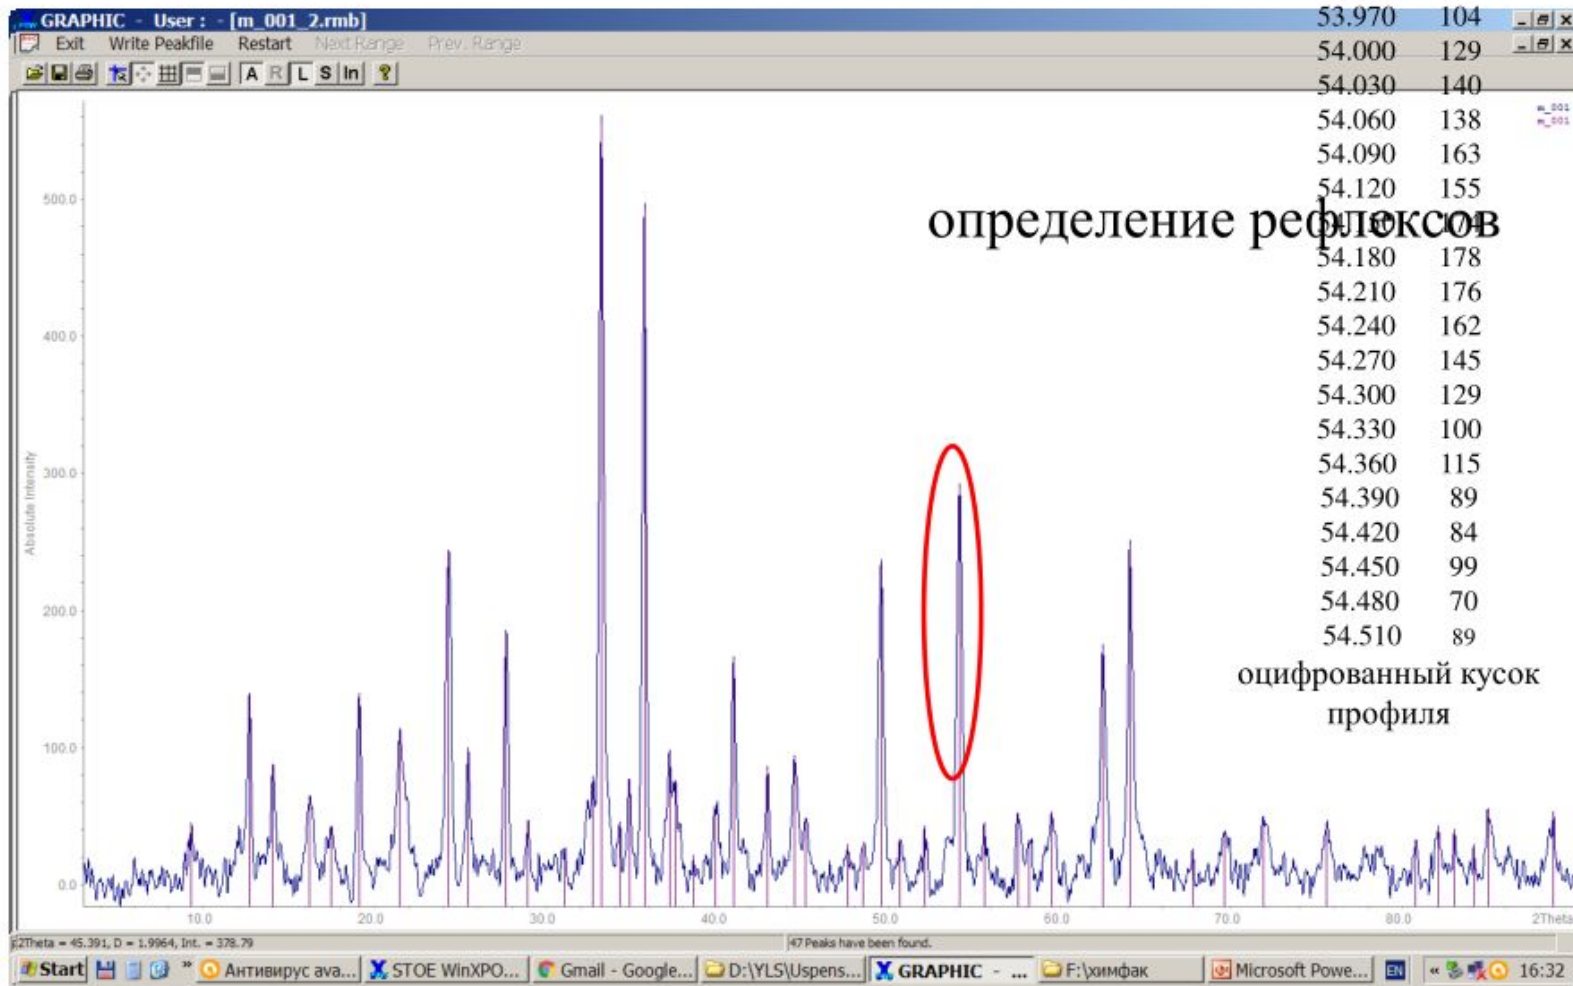 GRAPHIC - User : - [m_001_2.rmb]
Exit Write Peakfile Restart Next Range Prev. Range
A R L S In ?
m_001
m_001
53.970 104
54.000 129
54.030 140
54.060 138
54.090 163
54.120 155
54.150 174
54.180 178
54.210 176
54.240 162
54.270 145
54.300 129
54.330 100
54.360 115
54.390 89
54.420 84
54.450 99
54.480 70
54.510 89
определение рефлексов
оцифрованный кусок
профиля
Absolute Intensity
500.0
400.0
300.0
200.0
100.0
0.0
10.0 20.0 30.0 40.0 50.0 60.0 70.0 80.0 2Theta
2Theta = 45.391, D = 1.9964, Int. = 378.79 47 Peaks have been found.
Start » Антивирус ava... STOE WinXPO... Gmail - Google... D:\YLS\Uspens... GRAPHIC - ... F:\химфак Microsoft Powe... EN « 16:32